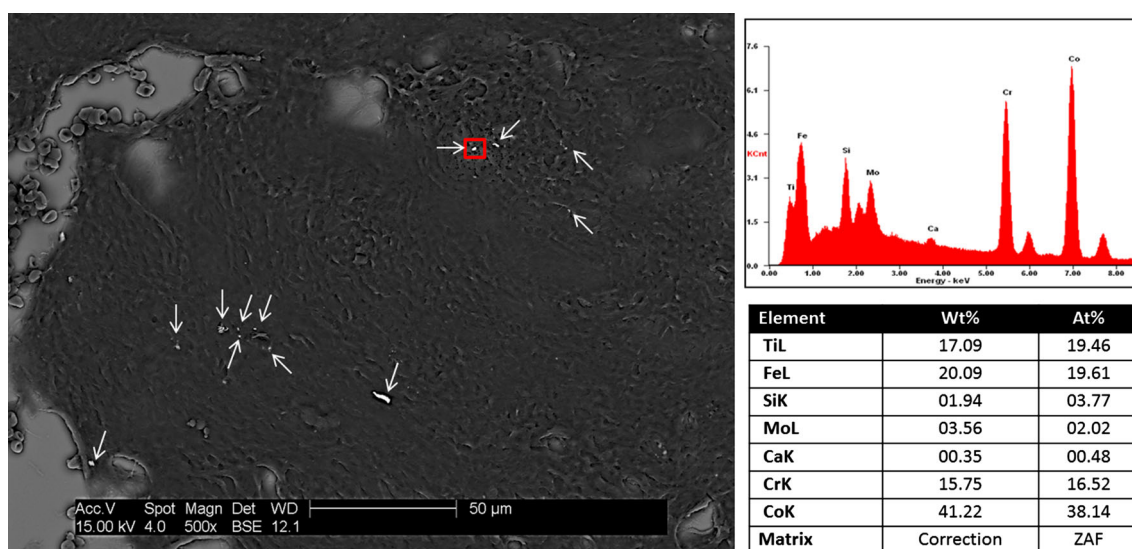 Acc.V Spot Magn Det WD 50 µm
15.00 kV 4.0 500x BSE 12.1
7.6
6.1
4.6
KCnt
3.1
1.5
0.0
Ti
Fe
Si
Mo
Ca
Cr
Co
0.00 1.00 2.00 3.00 4.00 5.00 6.00 7.00 8.00
Energy - keV
Element Wt% At%
TiL 17.09 19.46
FeL 20.09 19.61
SiK 01.94 03.77
MoL 03.56 02.02
CaK 00.35 00.48
CrK 15.75 16.52
CoK 41.22 38.14
Matrix Correction ZAF